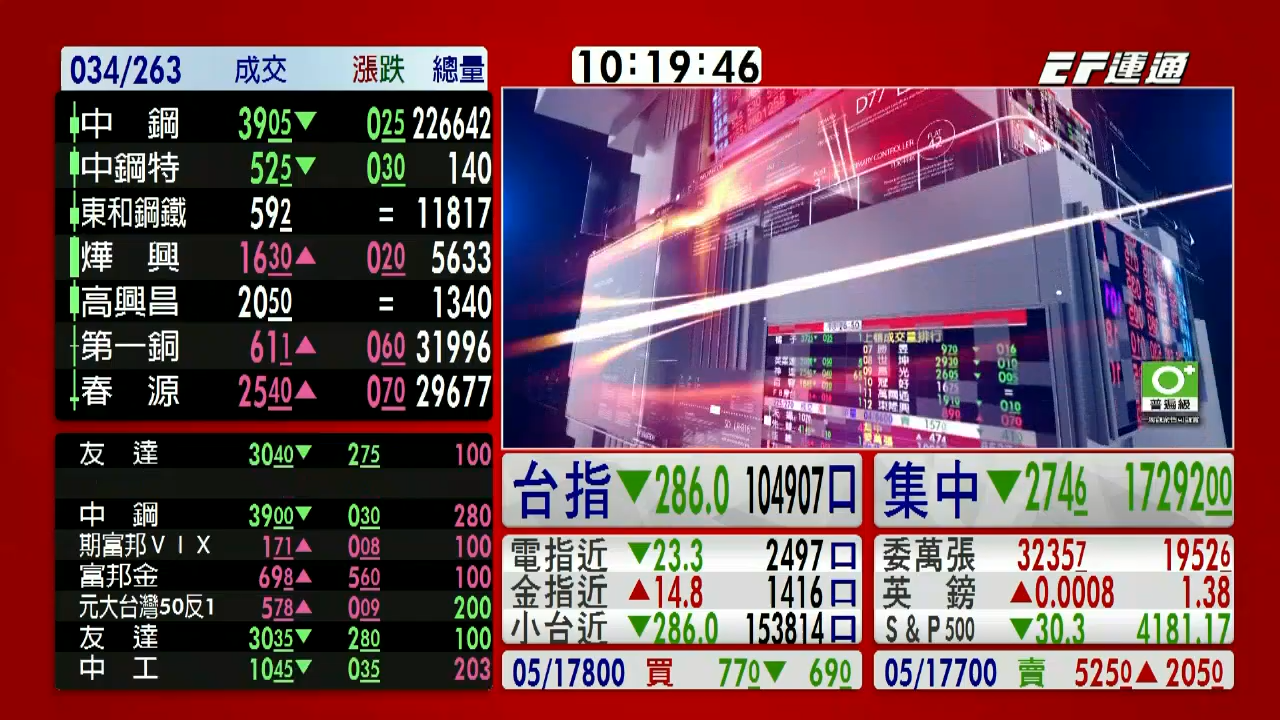 034/263 成交 漲跌 總量
中鋼 3905▼ 025 226642
中鋼特 525▼ 030 140
東和鋼鐵 592 = 11817
燁興 1630▲ 020 5633
高興昌 2050 = 1340
第一銅 611▲ 060 31996
春源 2540▲ 070 29677
友達 3040▼ 275 100
中鋼 3900▼ 030 280
期富邦ＶＩＸ 171▲ 008 100
富邦金 698▲ 560 100
元大台灣50反1 578▲ 009 200
友達 3035▼ 280 100
中工 1045▼ 035 203
10:19:46
EF運通
D77
FLAT
42
普遍級
台指▼286.0 104907口
電指近 ▼23.3 2497口
金指近 ▲14.8 1416口
小台近 ▼286.0 153814口
05/17800 買 770▼ 690
集中▼2746 1729200
委萬張 32357 19526
英鎊 ▲0.0008 1.38
S&P500 ▼30.3 4181.17
05/17700 賣 5250▲ 2050